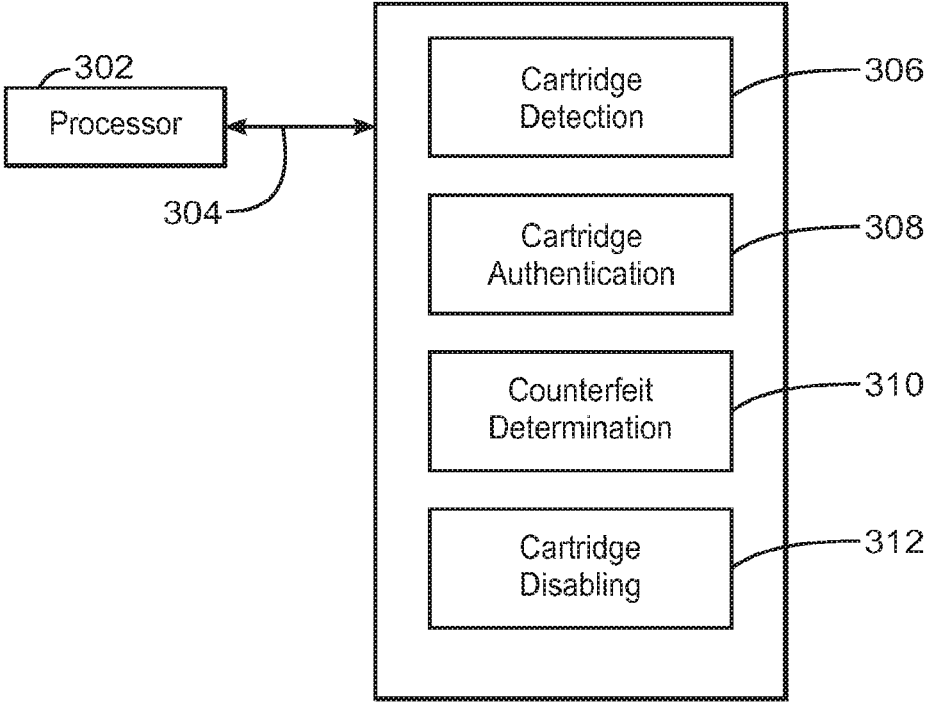 302
Processor
304
Cartridge
Detection
306
Cartridge
Authentication
308
Counterfeit
Determination
310
Cartridge
Disabling
312